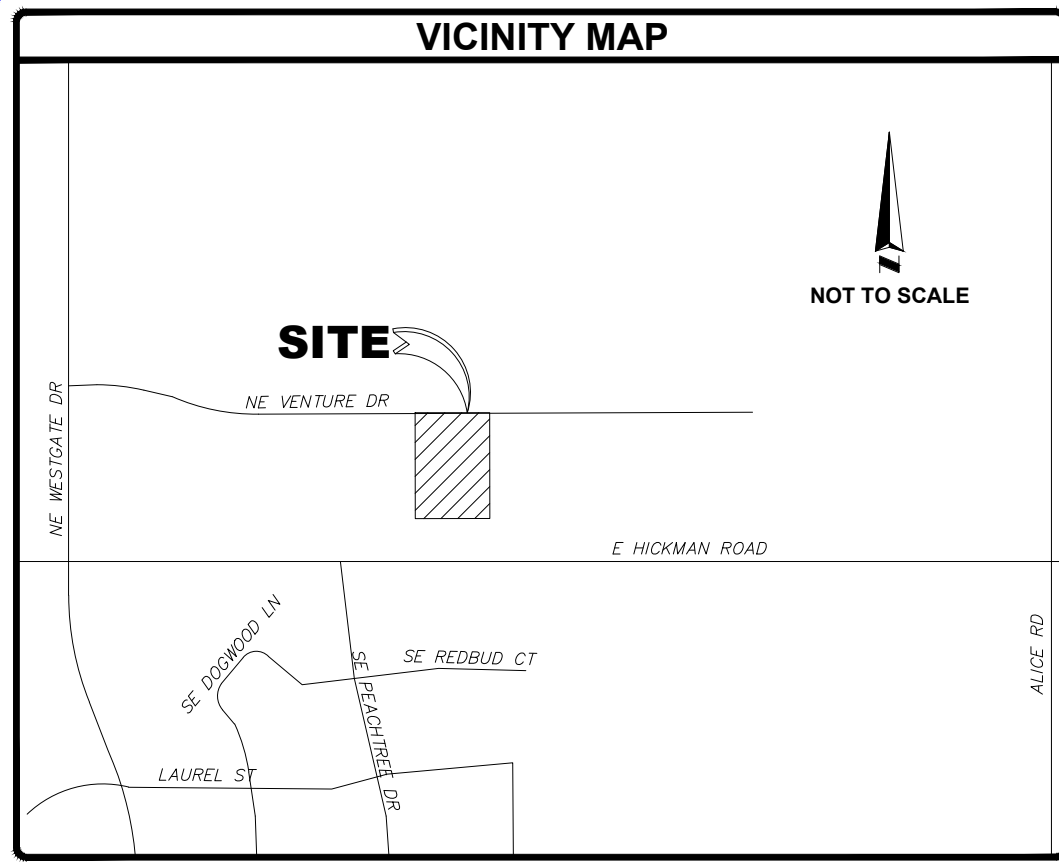 VICINITY MAP
N
NOT TO SCALE
SITE
NE VENTURE DR
NE WESTGATE DR
E HICKMAN ROAD
SE DOGWOOD LN
SE REDBUD CT
SE PEACHTREE DR
ALICE RD
LAUREL ST